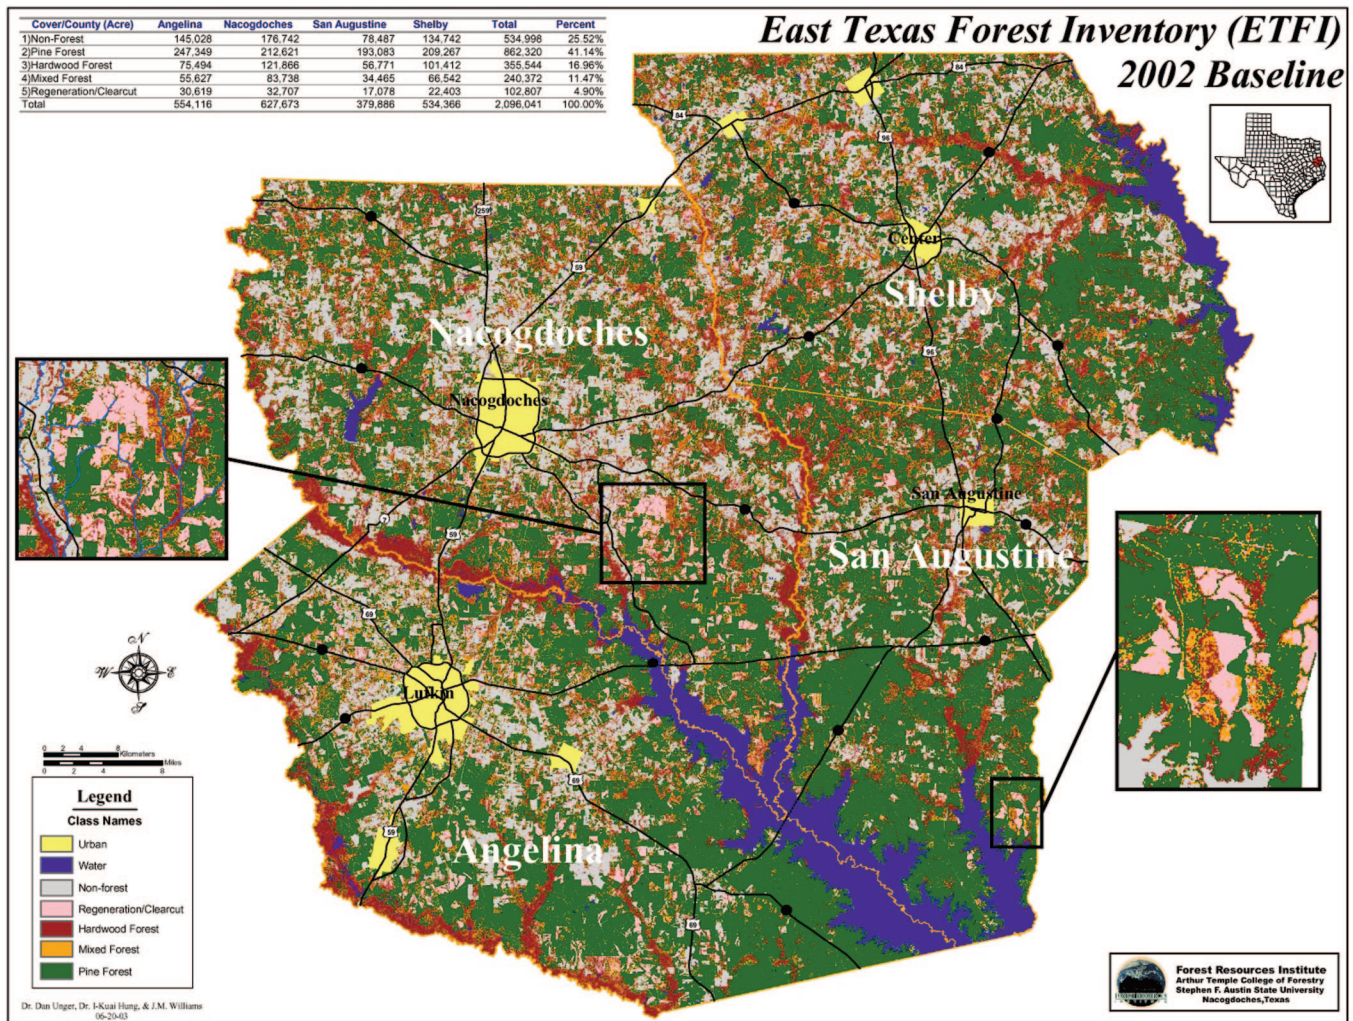 East Texas Forest Inventory (ETFI)
2002 Baseline
Cover/County (Acre) Angelina Nacogdoches San Augustine Shelby Total Percent
1)Non-Forest 145,028 176,742 78,487 134,742 534,998 25.52%
2)Pine Forest 247,349 212,621 193,083 209,267 862,320 41.14%
3)Hardwood Forest 75,494 121,866 56,771 101,412 355,544 16.96%
4)Mixed Forest 55,627 83,738 34,465 66,542 240,372 11.47%
5)Regeneration/Clearcut 30,619 32,707 17,078 22,403 102,807 4.90%
Total 554,116 627,673 379,886 534,366 2,096,041 100.00%
84
84
96
259
Center
59
Shelby
Nacogdoches
96
Nacogdoches
San Augustine
7
59
San Augustine
69
Lufkin
69
59
Angelina
69
N
W E
S
0 2 4 8 Kilometers
0 2 4 8 Miles
Legend
Class Names
Urban
Water
Non-forest
Regeneration/Clearcut
Hardwood Forest
Mixed Forest
Pine Forest
Dr. Dan Unger, Dr. I-Kuai Hung, & J.M. Williams
06-20-03
Forest Resources Institute
Arthur Temple College of Forestry
Stephen F. Austin State University
Nacogdoches,Texas